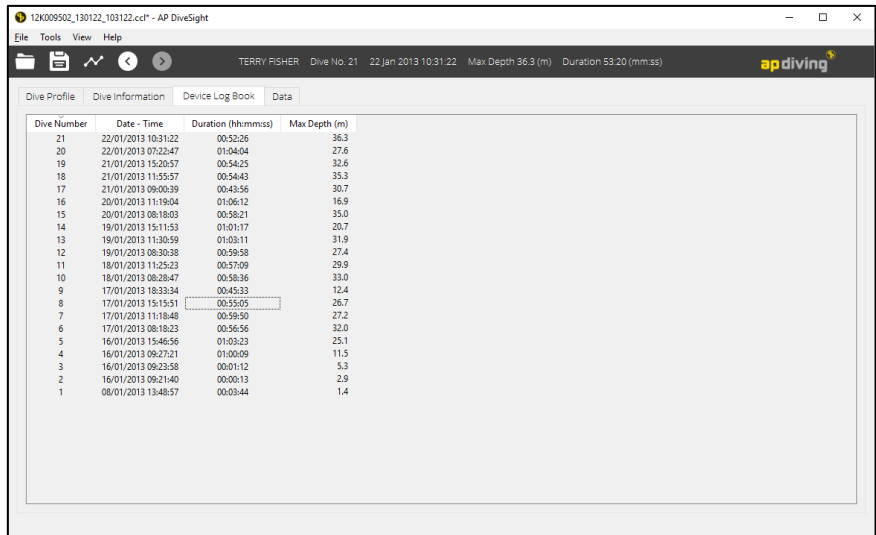 12K009502_130122_103122.ccl* - AP DiveSight
File Tools View Help
TERRY FISHER Dive No. 21 22 Jan 2013 10:31:22 Max Depth 36.3 (m) Duration 53:20 (mm:ss)
apdiving
Dive Profile Dive Information Device Log Book Data
Dive Number Date - Time Duration (hh:mm:ss) Max Depth (m)
21 22/01/2013 10:31:22 00:52:26 36.3
20 22/01/2013 07:22:47 01:04:04 27.6
19 21/01/2013 15:20:57 00:54:25 32.6
18 21/01/2013 11:55:57 00:54:43 35.3
17 21/01/2013 09:00:39 00:43:56 30.7
16 20/01/2013 11:19:04 01:06:12 16.9
15 20/01/2013 08:18:03 00:58:21 35.0
14 19/01/2013 15:11:53 01:01:17 20.7
13 19/01/2013 11:30:59 01:03:11 31.9
12 19/01/2013 08:30:38 00:59:58 27.4
11 18/01/2013 11:25:23 00:57:09 29.9
10 18/01/2013 08:28:47 00:58:36 33.0
9 17/01/2013 18:33:34 00:45:33 12.4
8 17/01/2013 15:15:51 00:55:05 26.7
7 17/01/2013 11:18:48 00:59:50 27.2
6 17/01/2013 08:18:23 00:56:56 32.0
5 16/01/2013 15:46:56 01:03:23 25.1
4 16/01/2013 09:27:21 01:00:09 11.5
3 16/01/2013 09:23:58 00:01:12 5.3
2 16/01/2013 09:21:40 00:00:13 2.9
1 08/01/2013 13:48:57 00:03:44 1.4